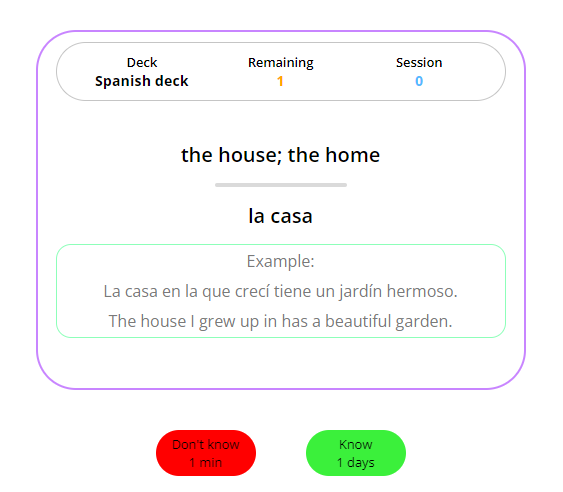 Deck Remaining Session
Spanish deck 1 0
the house; the home
la casa
Example:
La casa en la que crecí tiene un jardín hermoso.
The house I grew up in has a beautiful garden.
Don't know Know
1 min 1 days